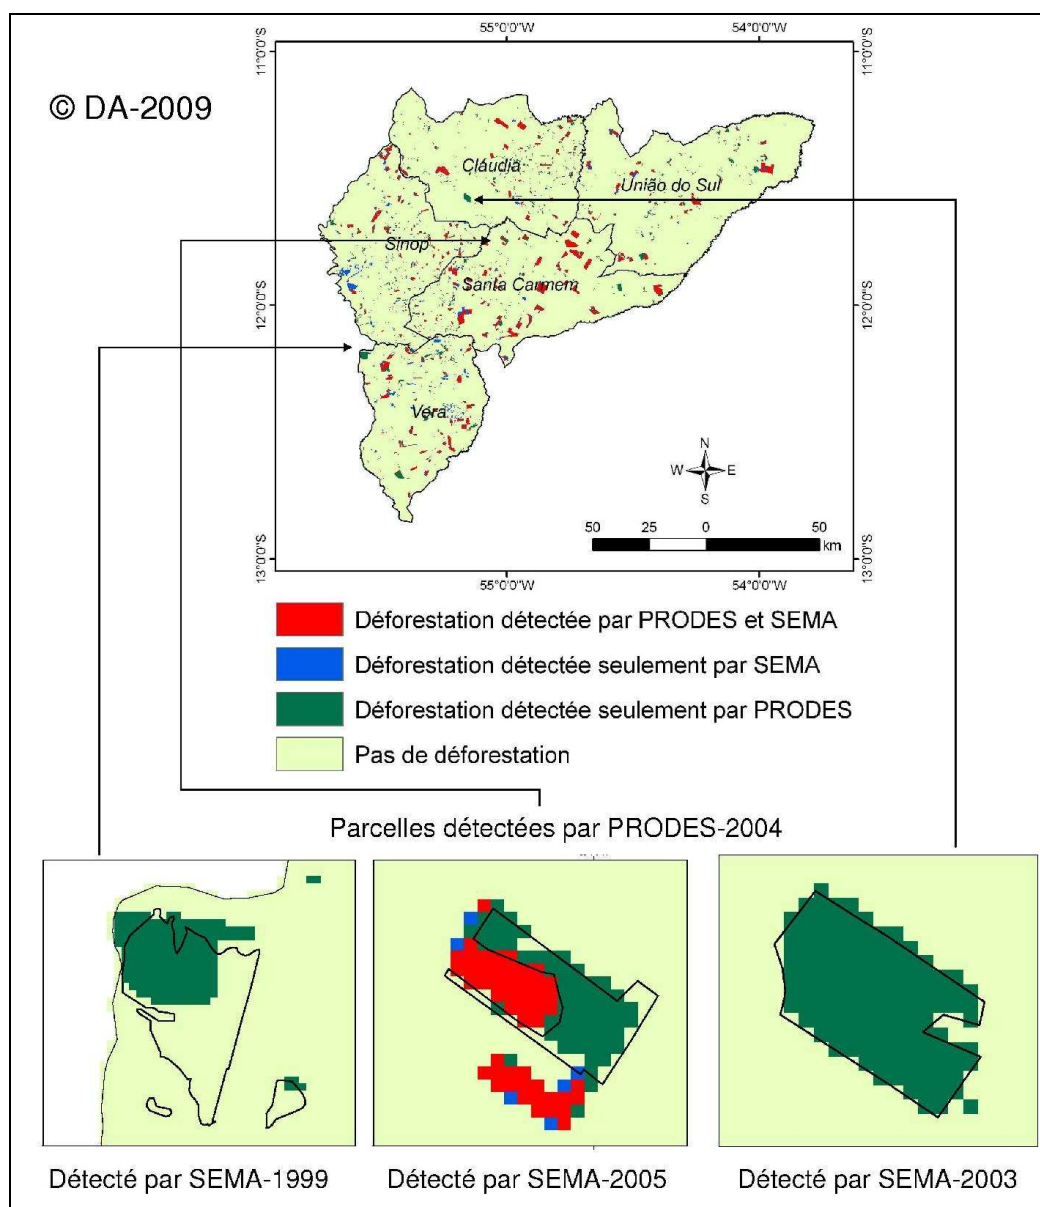 55°0'0"W 54°0'0"W
11°0'0"S 11°0'0"S
© DA-2009
Cláudia
União do Sul
Sinop
Santa Carmem
12°0'0"S 12°0'0"S
Vera
N
W E
S
50 25 0 50
km
13°0'0"S 13°0'0"S
55°0'0"W 54°0'0"W
Déforestation détectée par PRODES et SEMA
Déforestation détectée seulement par SEMA
Déforestation détectée seulement par PRODES
Pas de déforestation
Parcelles détectées par PRODES-2004
Détecté par SEMA-1999 Détecté par SEMA-2005 Détecté par SEMA-2003